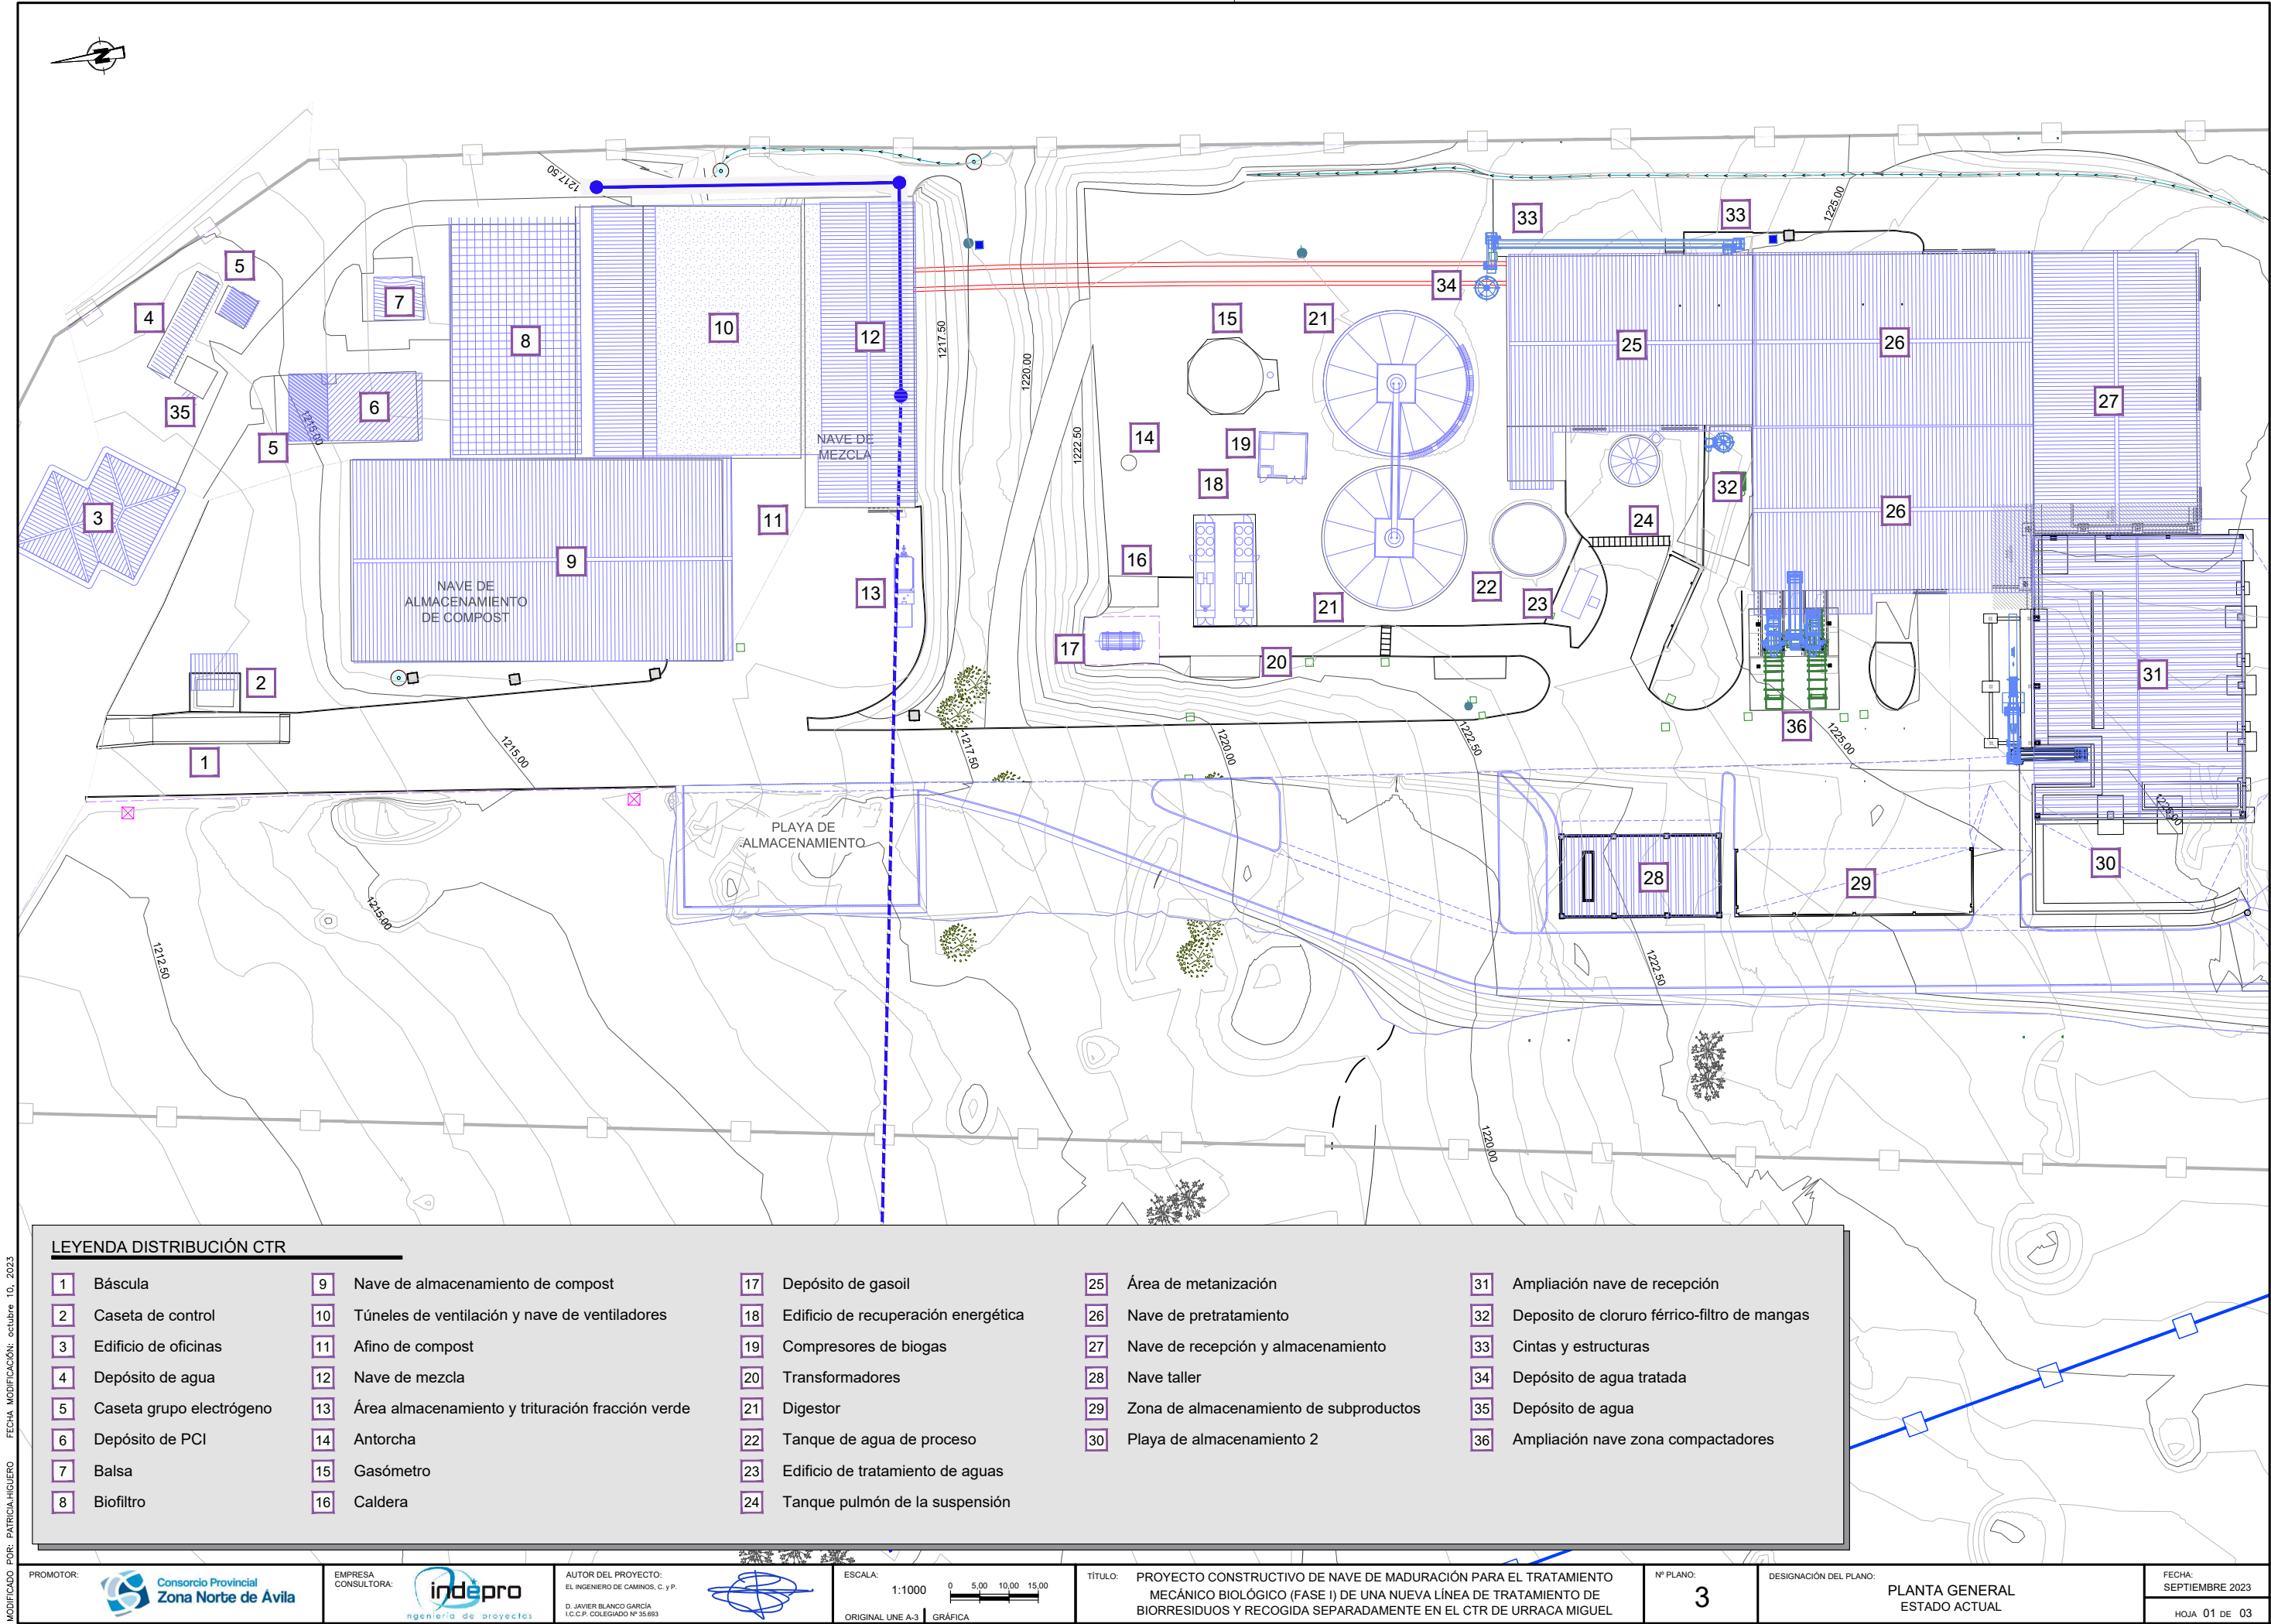 N
1217.50
33
33
1225.00
5
4
7
34
15
21
10
12
8
25
26
27
1217.50
1220.00
35
6
1215.00
5
14
19
1222.50
NAVE DE
MEZCLA
18
32
3
11
24
26
9
16
NAVE DE
ALMACENAMIENTO
DE COMPOST
13
22
23
21
17
20
31
2
36
1
1215.00
1217.50
1220.00
1222.50
1225.00
1225.00
PLAYA DE
ALMACENAMIENTO
28
29
30
1215.00
1212.50
1222.50
1220.00
LEYENDA DISTRIBUCIÓN CTR
1 Báscula
2 Caseta de control
3 Edificio de oficinas
4 Depósito de agua
5 Caseta grupo electrógeno
6 Depósito de PCI
7 Balsa
8 Biofiltro
9 Nave de almacenamiento de compost
10 Túneles de ventilación y nave de ventiladores
11 Afino de compost
12 Nave de mezcla
13 Área almacenamiento y trituración fracción verde
14 Antorcha
15 Gasómetro
16 Caldera
17 Depósito de gasoil
18 Edificio de recuperación energética
19 Compresores de biogas
20 Transformadores
21 Digestor
22 Tanque de agua de proceso
23 Edificio de tratamiento de aguas
24 Tanque pulmón de la suspensión
25 Área de metanización
26 Nave de pretratamiento
27 Nave de recepción y almacenamiento
28 Nave taller
29 Zona de almacenamiento de subproductos
30 Playa de almacenamiento 2
31 Ampliación nave de recepción
32 Deposito de cloruro férrico-filtro de mangas
33 Cintas y estructuras
34 Depósito de agua tratada
35 Depósito de agua
36 Ampliación nave zona compactadores
MODIFICADO POR: PATRICIA.HIGUERO FECHA MODIFICACIÓN: octubre 10, 2023
PROMOTOR:
Consorcio Provincial
Zona Norte de Ávila
EMPRESA
CONSULTORA:
indepro
ngeniería de proyectos
AUTOR DEL PROYECTO:
EL INGENIERO DE CAMINOS, C. y P.
D. JAVIER BLANCO GARCÍA
I.C.C.P. COLEGIADO Nº 35.693
ESCALA:
1:1000
0 5,00 10,00 15,00
ORIGINAL UNE A-3 GRÁFICA
TÍTULO:
PROYECTO CONSTRUCTIVO DE NAVE DE MADURACIÓN PARA EL TRATAMIENTO
MECÁNICO BIOLÓGICO (FASE I) DE UNA NUEVA LÍNEA DE TRATAMIENTO DE
BIORRESIDUOS Y RECOGIDA SEPARADAMENTE EN EL CTR DE URRACA MIGUEL
Nº PLANO:
3
DESIGNACIÓN DEL PLANO:
PLANTA GENERAL
ESTADO ACTUAL
FECHA:
SEPTIEMBRE 2023
HOJA 01 DE 03